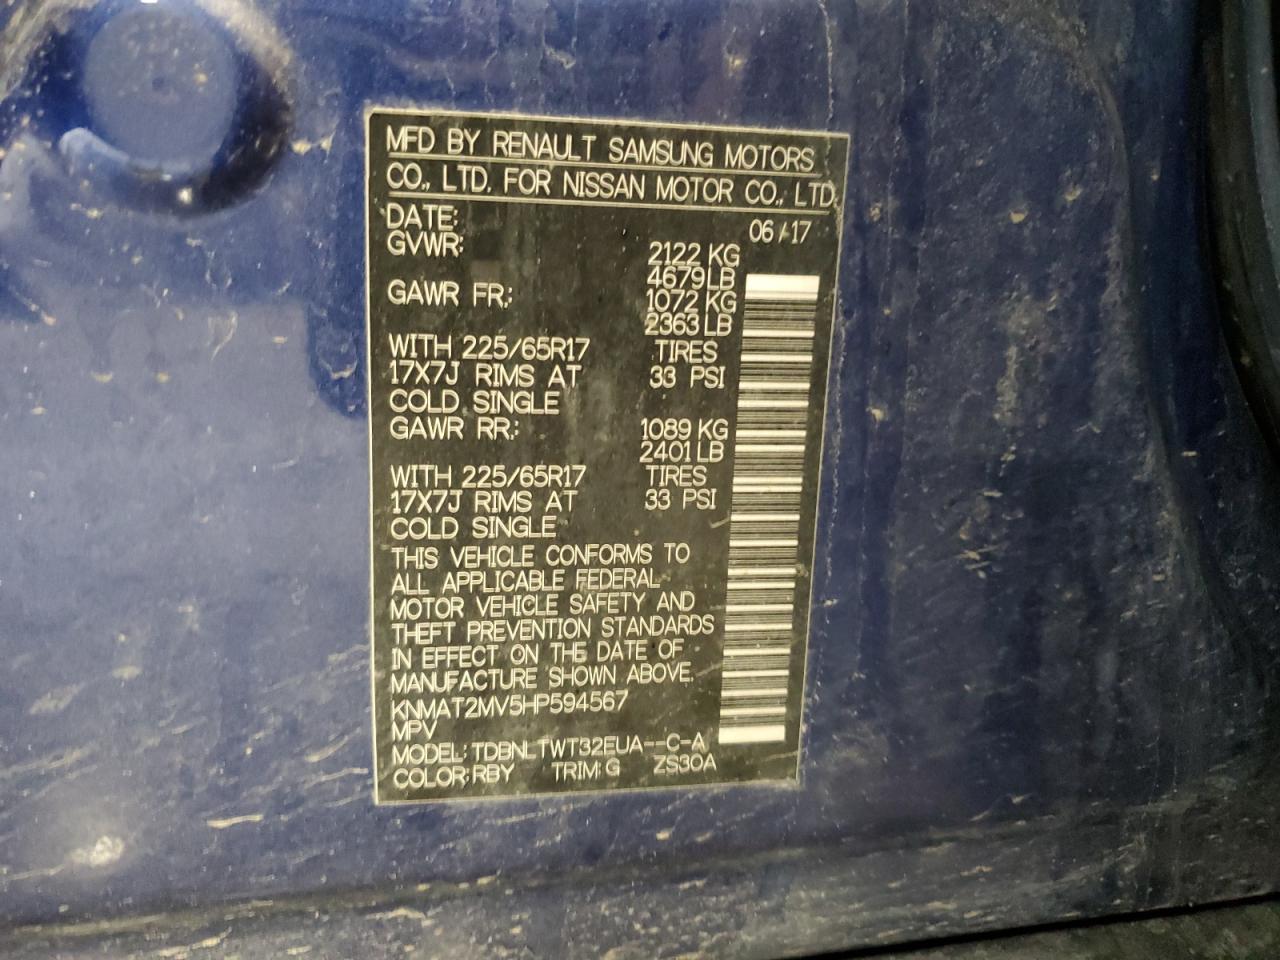 MFD BY RENAULT SAMSUNG MOTORS
CO., LTD. FOR NISSAN MOTOR CO., LTD.
DATE: 06/17
GVWR: 2122 KG
4679LB
GAWR FR,: 1072 KG
2363 LB
WITH 225/65R17 TIRES
17X7J RIMS AT 33 PSI
COLD SINGLE
GAWR RR,: 1089 KG
2401 LB
WITH 225/65R17 TIRES
17X7J RIMS AT 33 PSI
COLD SINGLE
THIS VEHICLE CONFORMS TO
ALL APPLICABLE FEDERAL
MOTOR VEHICLE SAFETY AND
THEFT PREVENTION STANDARDS
IN EFFECT ON THE DATE OF
MANUFACTURE SHOWN ABOVE.
KNMAT2MV5HP594567
MPV
MODEL: TDBNLTWT32EUA--C-A
COLOR: RBY TRIM: G ZS30A